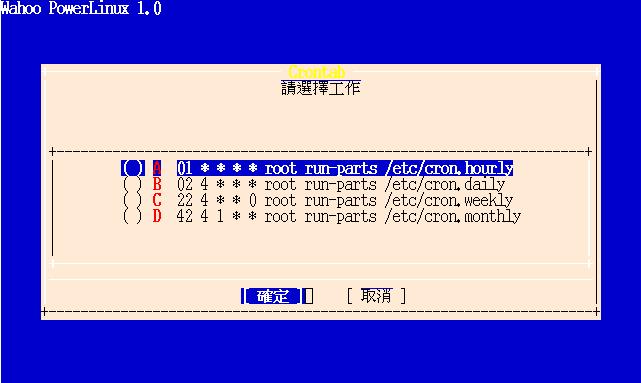 Wahoo PowerLinux 1.0
Crontab
請選擇工作
( ) A 01 * * * * root run-parts /etc/cron.hourly
( ) B 02 4 * * * root run-parts /etc/cron.daily
( ) C 22 4 * * 0 root run-parts /etc/cron.weekly
( ) D 42 4 1 * * root run-parts /etc/cron.monthly
[ 確定 ] [ 取消 ]